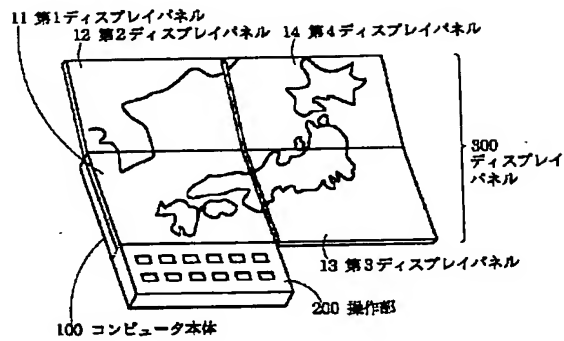 11 第1ディスプレイパネル
12 第2ディスプレイパネル
14 第4ディスプレイパネル
300
ディスプレイ
パネル
13 第3ディスプレイパネル
200 操作部
100 コンピュータ本体